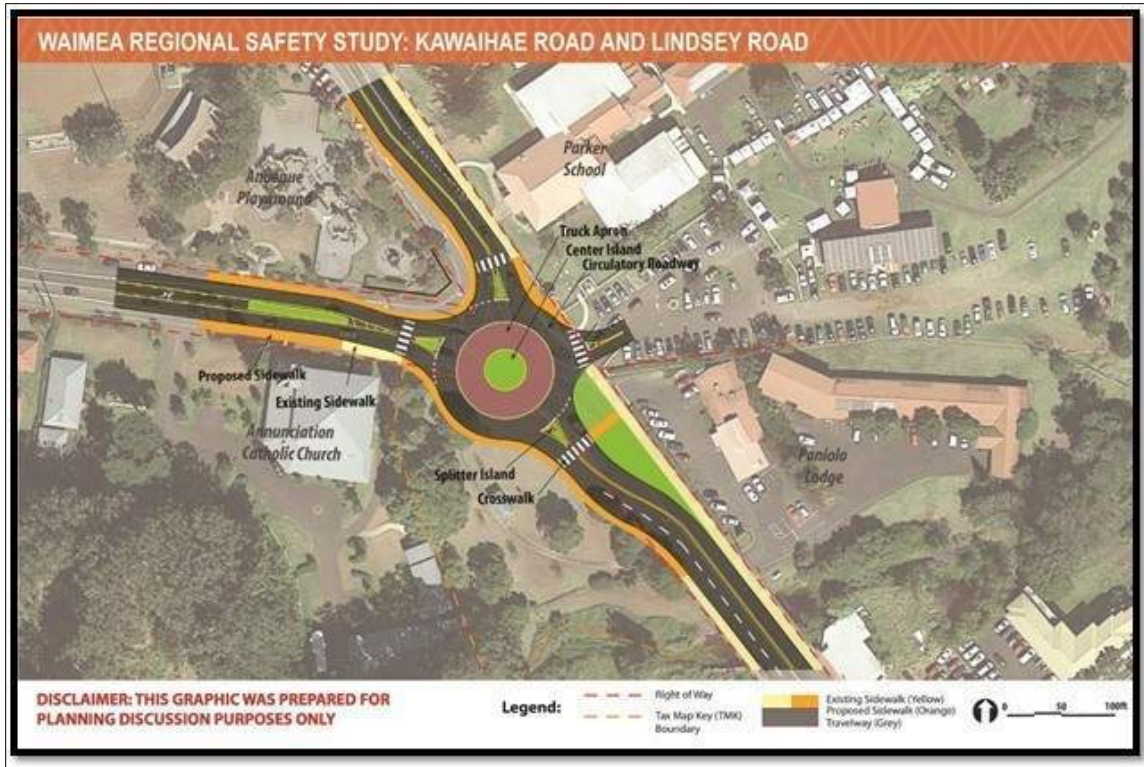 WAIMEA REGIONAL SAFETY STUDY: KAWAIHAE ROAD AND LINDSEY ROAD
Parker
School
Anuenue
Playground
Truck Apron
Center Island
Circulatory Roadway
Proposed Sidewalk
Existing Sidewalk
Annunciation
Catholic Church
Splitter Island
Crosswalk
Paniolo
Lodge
DISCLAIMER: THIS GRAPHIC WAS PREPARED FOR
PLANNING DISCUSSION PURPOSES ONLY
Legend:
Right of Way
Tax Map Key (TMK)
Boundary
Existing Sidewalk (Yellow)
Proposed Sidewalk (Orange)
Travelway (Grey)
0 50 100ft